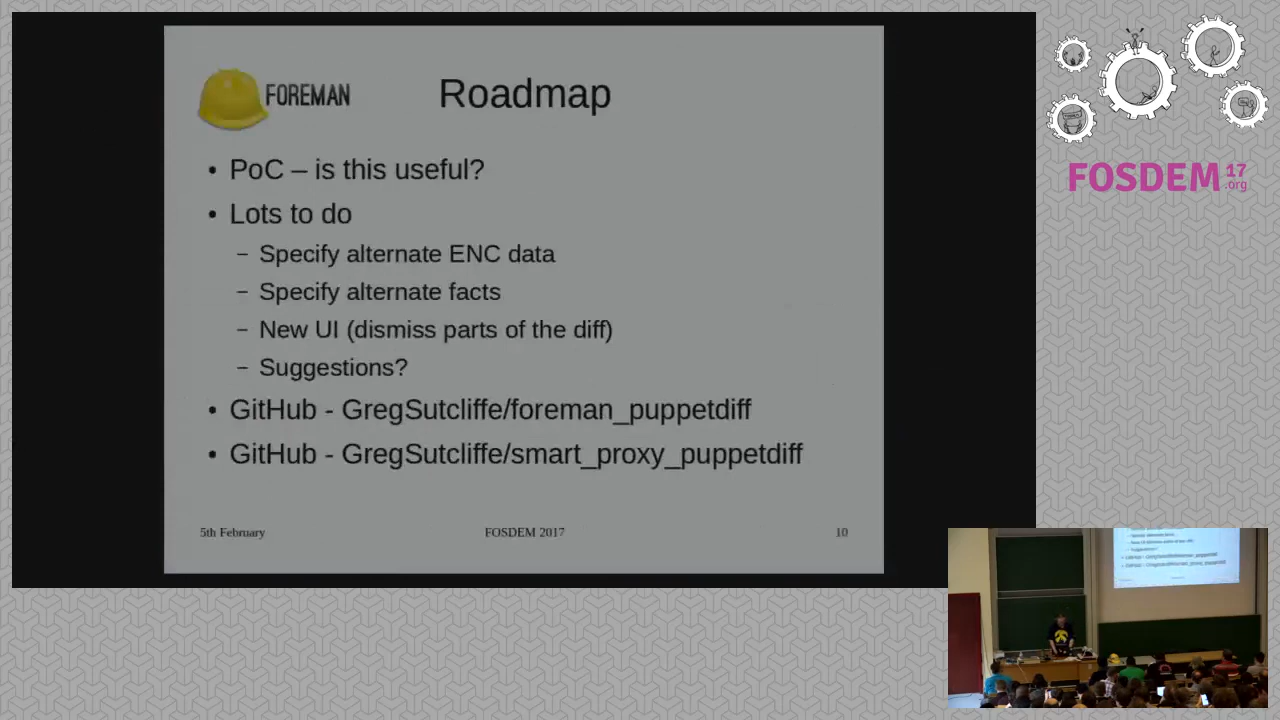 FOREMAN
Roadmap
• PoC – is this useful?
• Lots to do
– Specify alternate ENC data
– Specify alternate facts
– New UI (dismiss parts of the diff)
– Suggestions?
• GitHub - GregSutcliffe/foreman_puppetdiff
• GitHub - GregSutcliffe/smart_proxy_puppetdiff
5th February
FOSDEM 2017
10
FOSDEM 17
.org